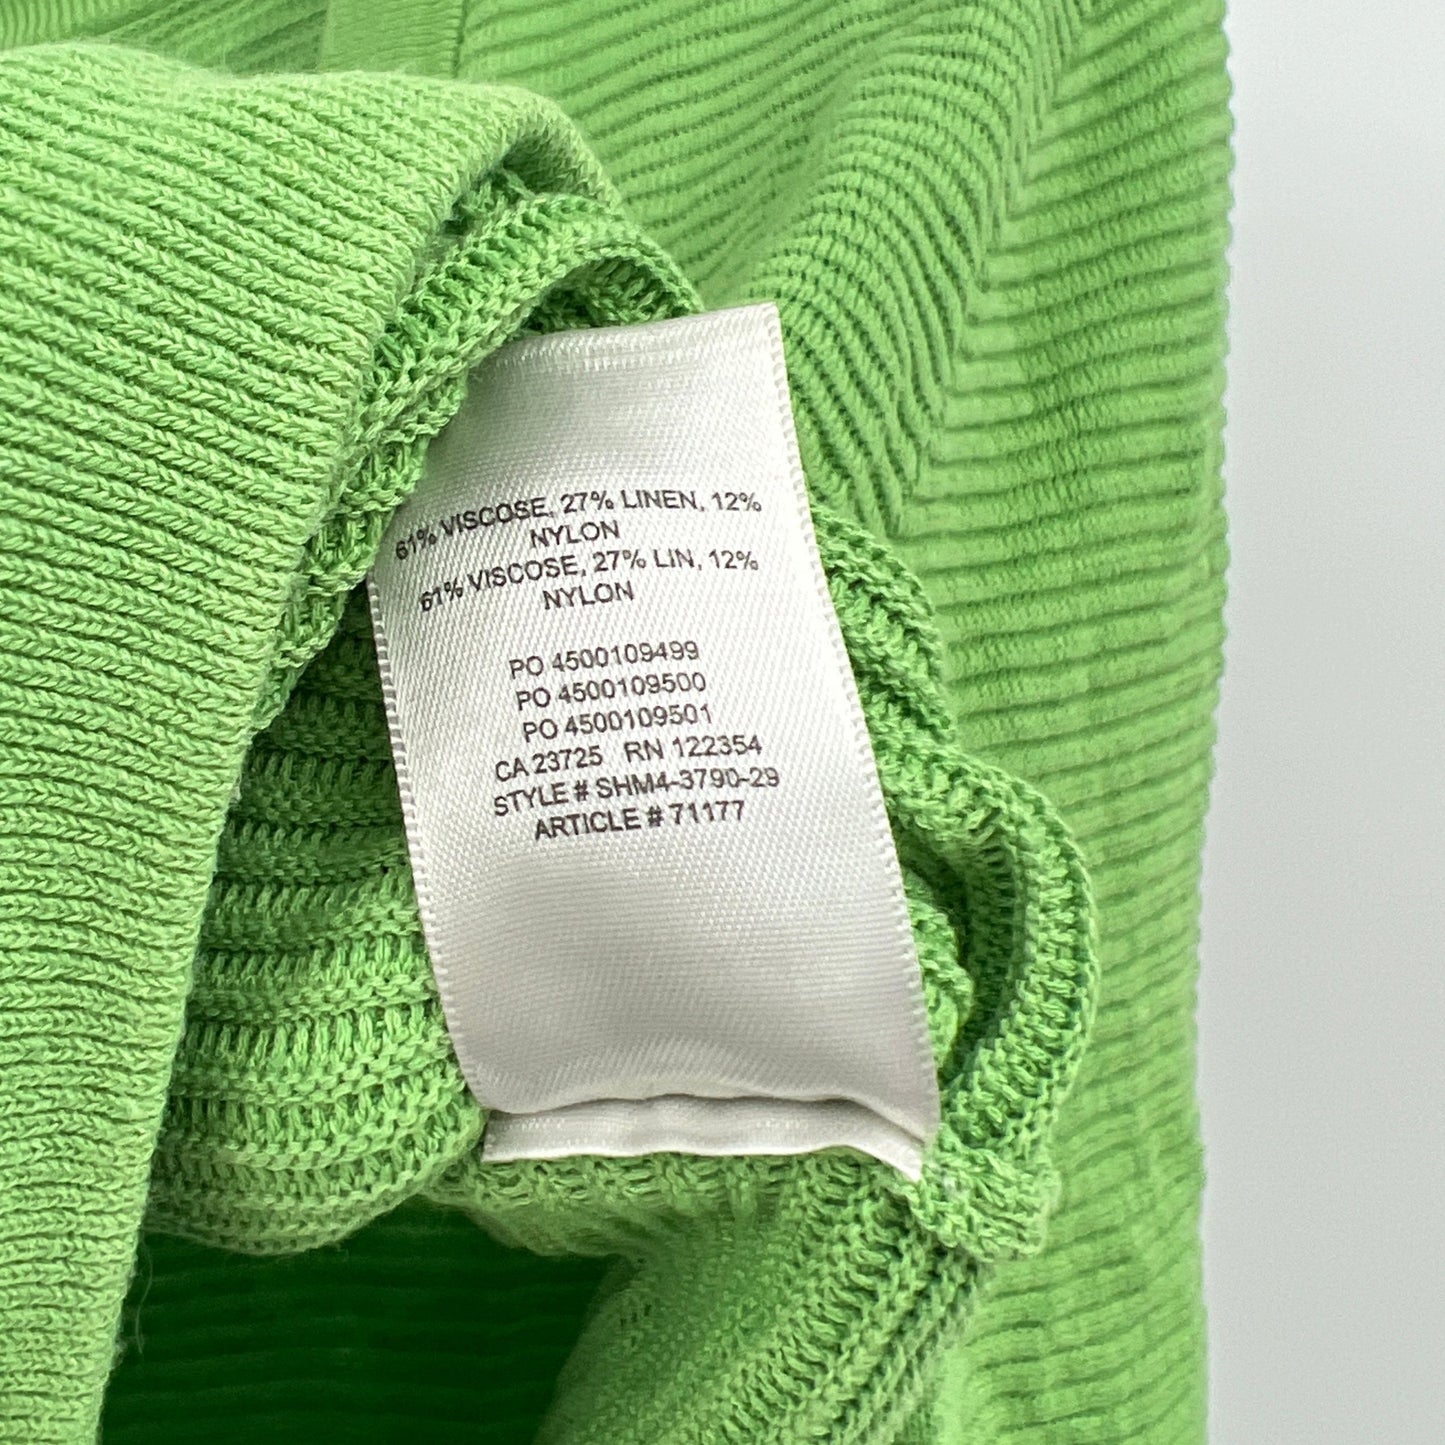 61% VISCOSE, 27% LINEN, 12%
NYLON
61% VISCOSE, 27% LIN, 12%
NYLON
PO 4500109499
PO 4500109500
PO 4500109501
CA 23725 RN 122354
STYLE # SHM4-3790-29
ARTICLE # 71177